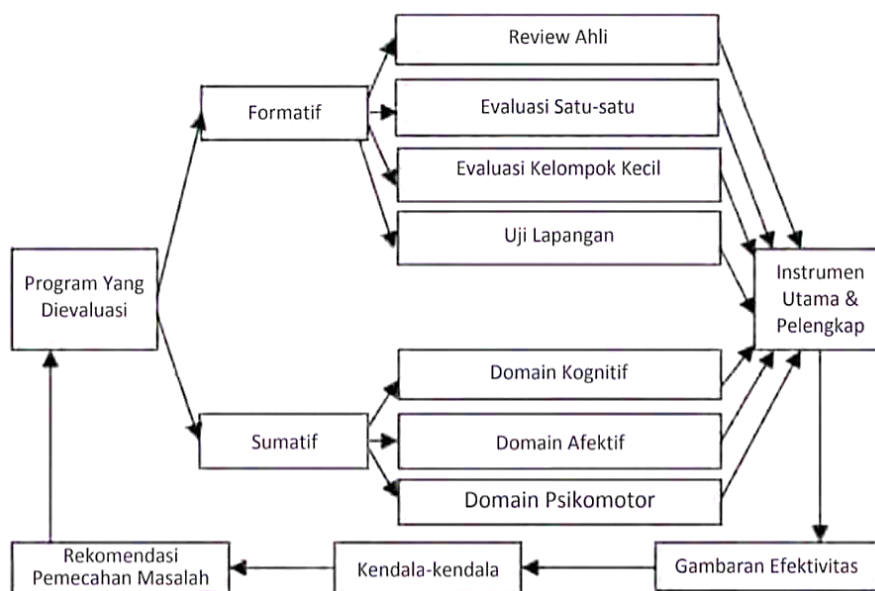 Review Ahli
Formatif
Evaluasi Satu-satu
Evaluasi Kelompok Kecil
Uji Lapangan
Program Yang
Dievaluasi
Instrumen
Utama &
Pelengkap
Domain Kognitif
Sumatif
Domain Afektif
Domain Psikomotor
Rekomendasi
Pemecahan Masalah
Kendala-kendala
Gambaran Efektivitas